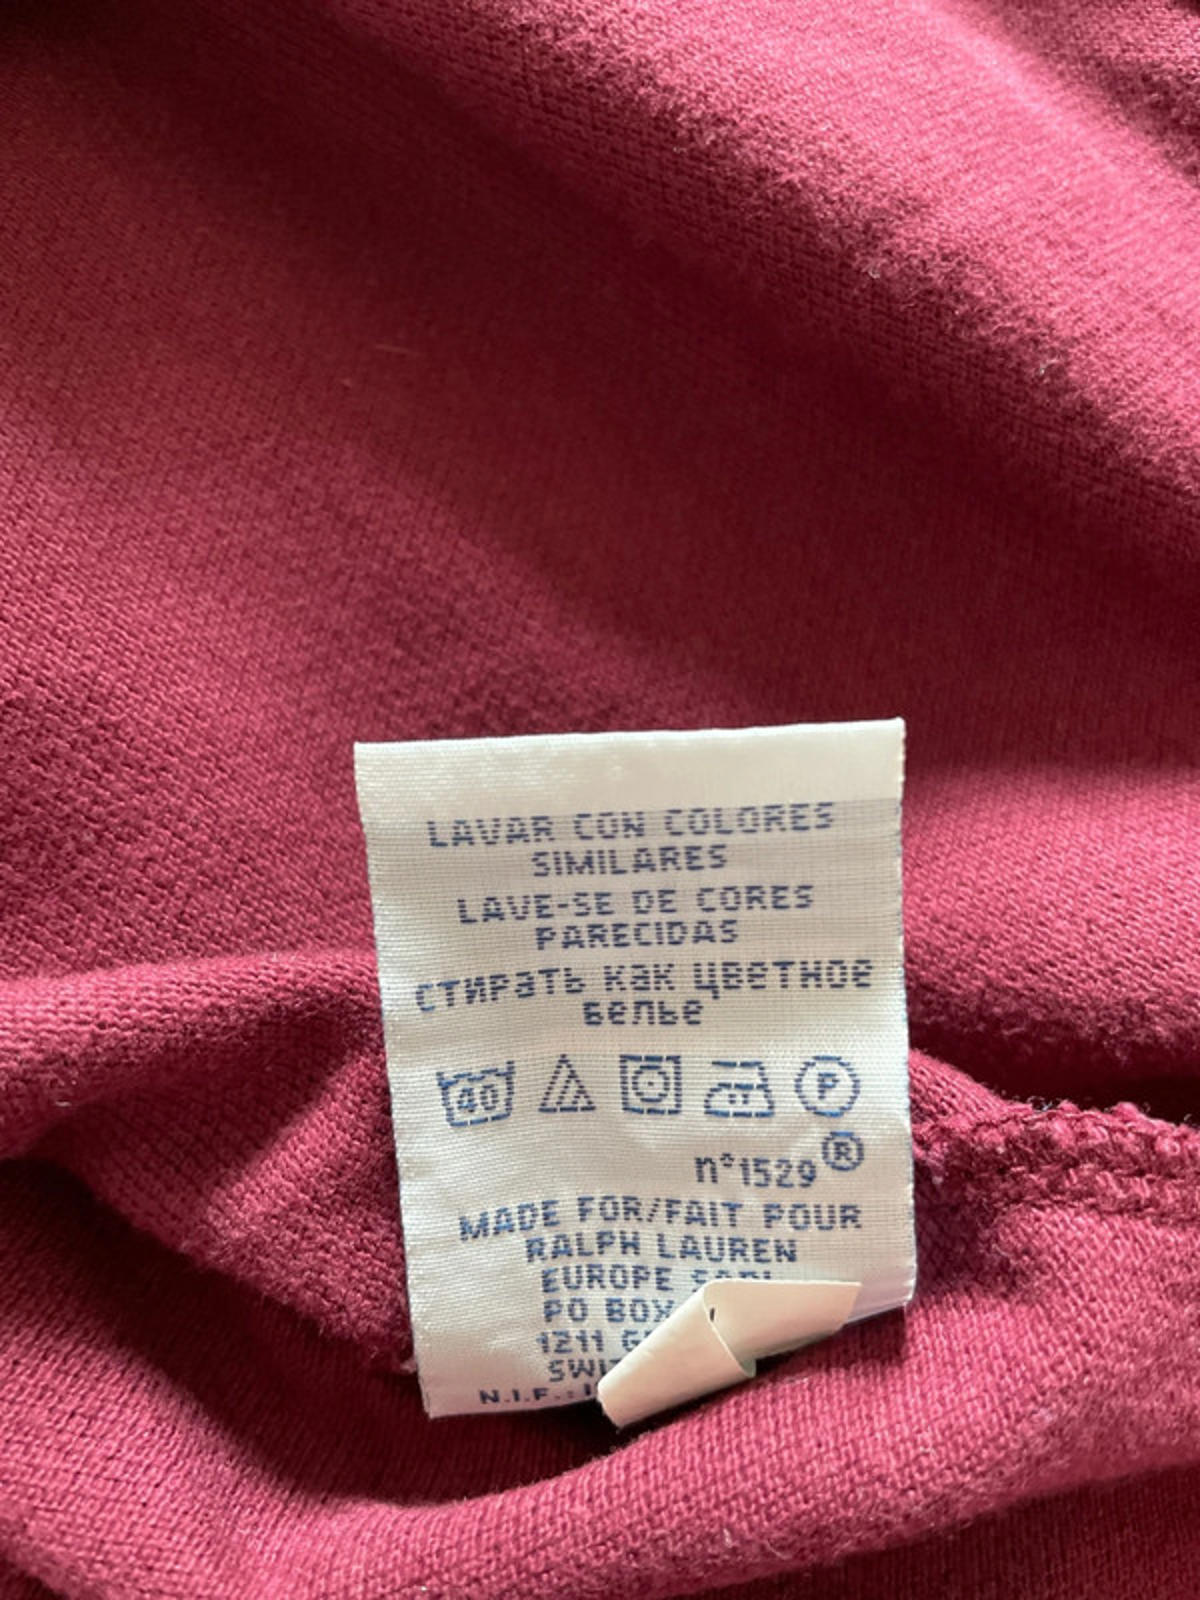 LAVAR CON COLORES
SIMILARES
LAVE-SE DE CORES
PARECIDAS
стирать как цветное
белье
40 P
n°1529®
MADE FOR/FAIT POUR
RALPH LAUREN
EUROPE
PO BOX
1211
N.I.F.: